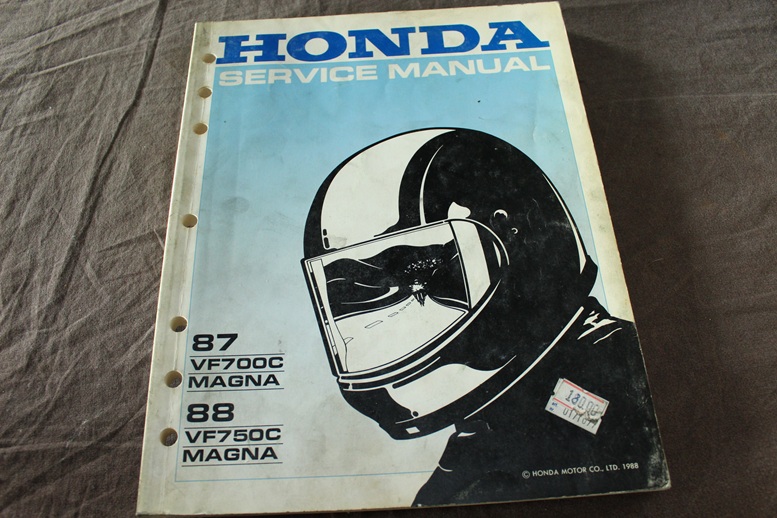 HONDA
SERVICE MANUAL
87
VF700C
MAGNA
88
VF750C
MAGNA
© HONDA MOTOR CO., LTD. 1988